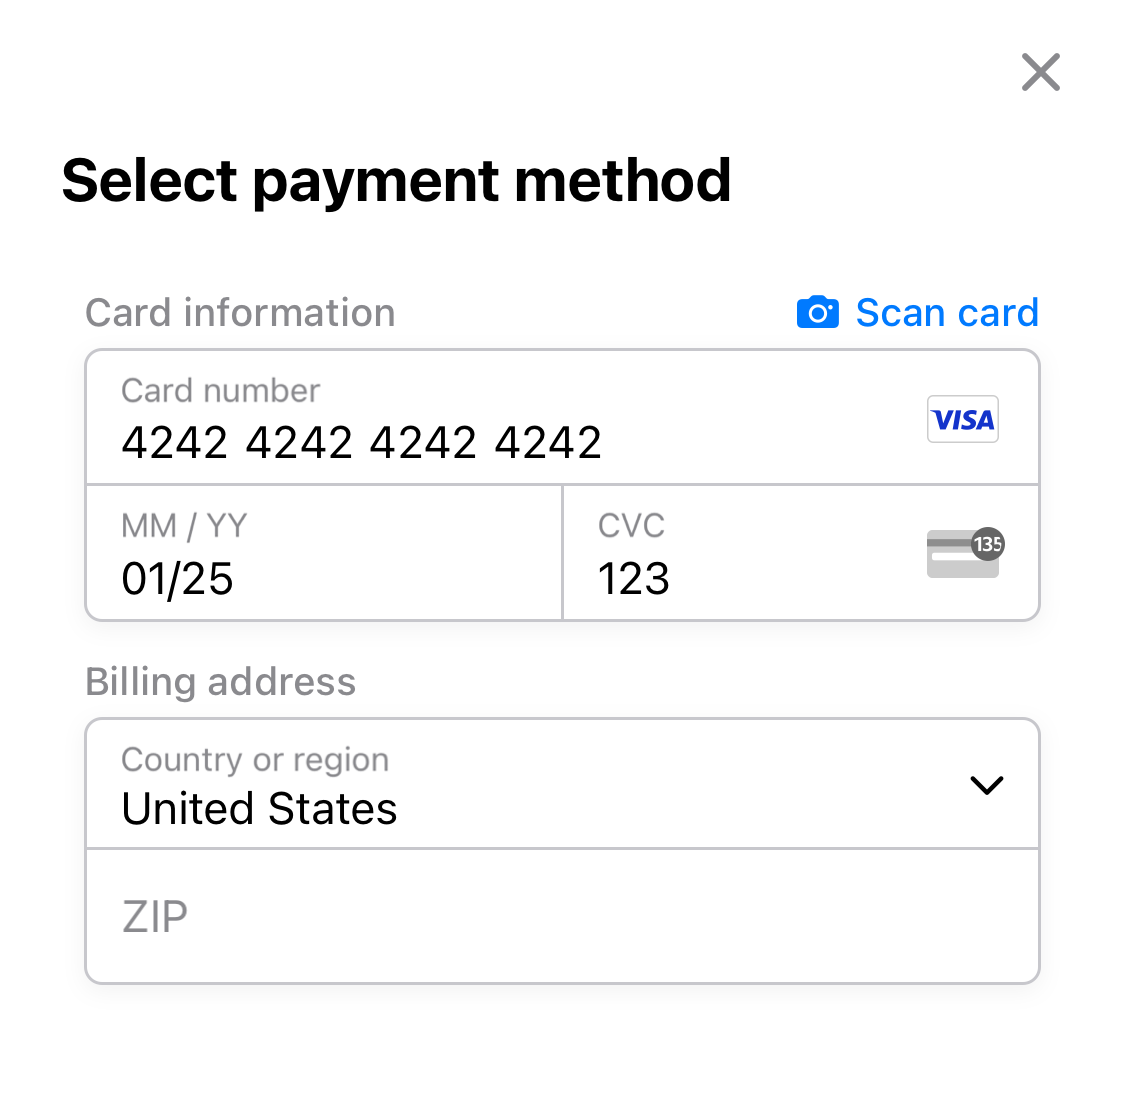 Select payment method
Card information
Scan card
Card number
4242 4242 4242 4242
VISA
MM / YY
01/25
CVC
123
135
Billing address
Country or region
United States
ZIP